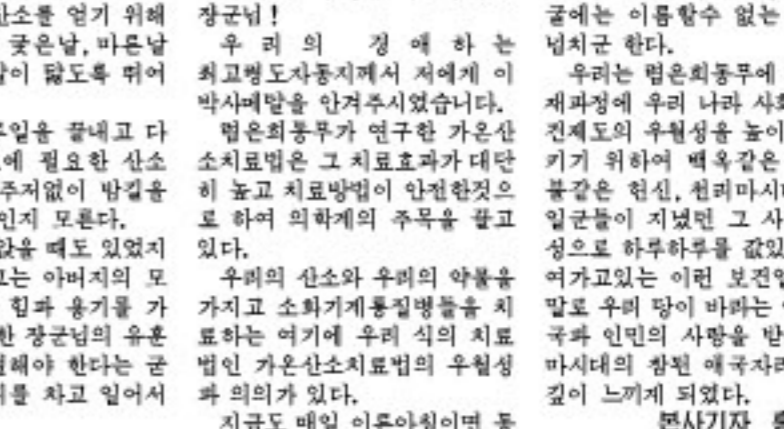 산소를 얻기 위해
궂은날, 마른날
이 닳도록 뛰여
일을 끝내고 다
에 필요한 산소
주저없이 밤길을
인지 모른다.
을 때도 있었지
는 아버지의 모
힘과 용기를 가
한 장군님의 유훈
해야 한다는 굳
를 차고 일어서
장군님!
우리의 경애하는
최고령도자동지께서 저에게 이
박사메달을 안겨주시였습니다.
렴은희동무가 연구한 가온산
소치료법은 그 치료효과가 대단
히 높고 치료방법이 안전한것으
로 하여 의학계의 주목을 끌고
있다.
우리의 산소와 우리의 약물을
가지고 소화기계통질병들을 치
료하는 여기에 우리 식의 치료
법인 가온산소치료법의 우월성
과 의의가 있다.
지금도 매일 이른아침이면 동
굴에는 이름할수 없는
넘치군 한다.
우리는 렴은희동무에
재과정에 우리 나라 사회
건제도의 우월성을 높이
키기 위하여 백옥같은
불같은 헌신, 천리마시대
일군들이 지녔던 그 사
성으로 하루하루를 값있
여가고있는 이런 보건일
말로 우리 당이 바라는
국과 인민의 사랑을 받
마시대의 참된 애국자라
깊이 느끼게 되였다.
본사기자